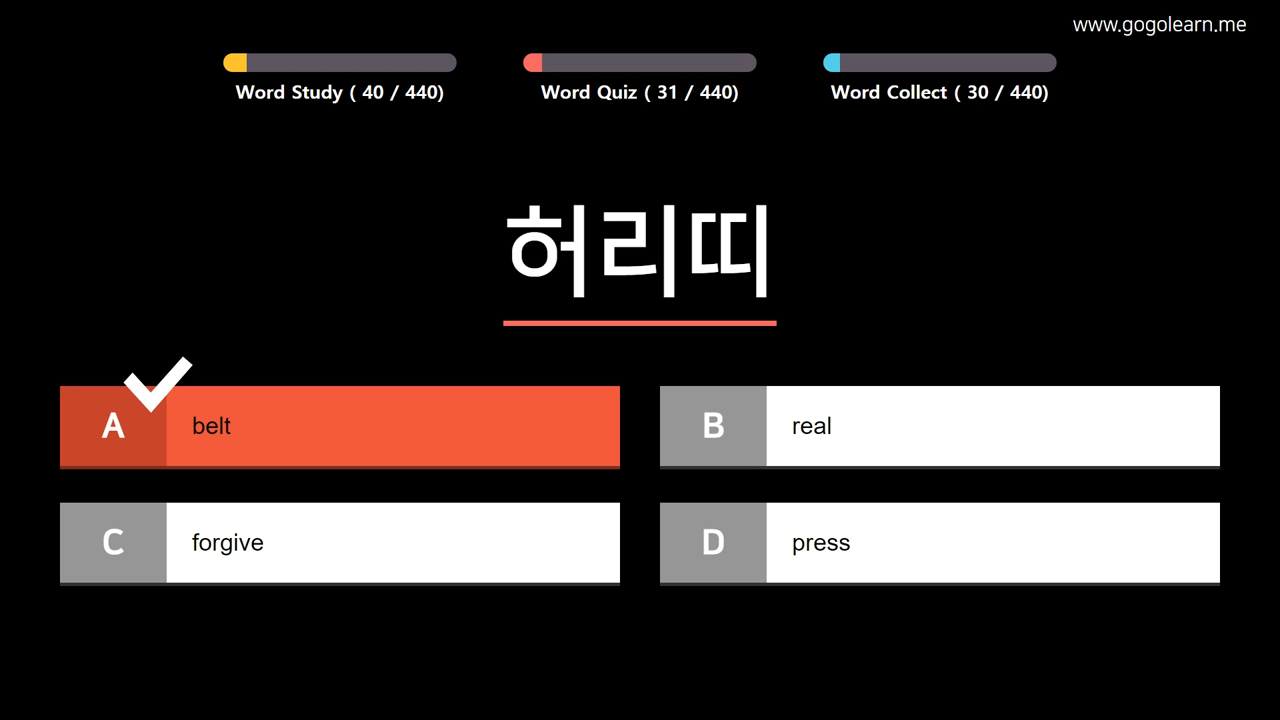 www.gogolearn.me
Word Study ( 40 / 440)
Word Quiz ( 31 / 440)
Word Collect ( 30 / 440)
허리띠
A belt
B real
C forgive
D press